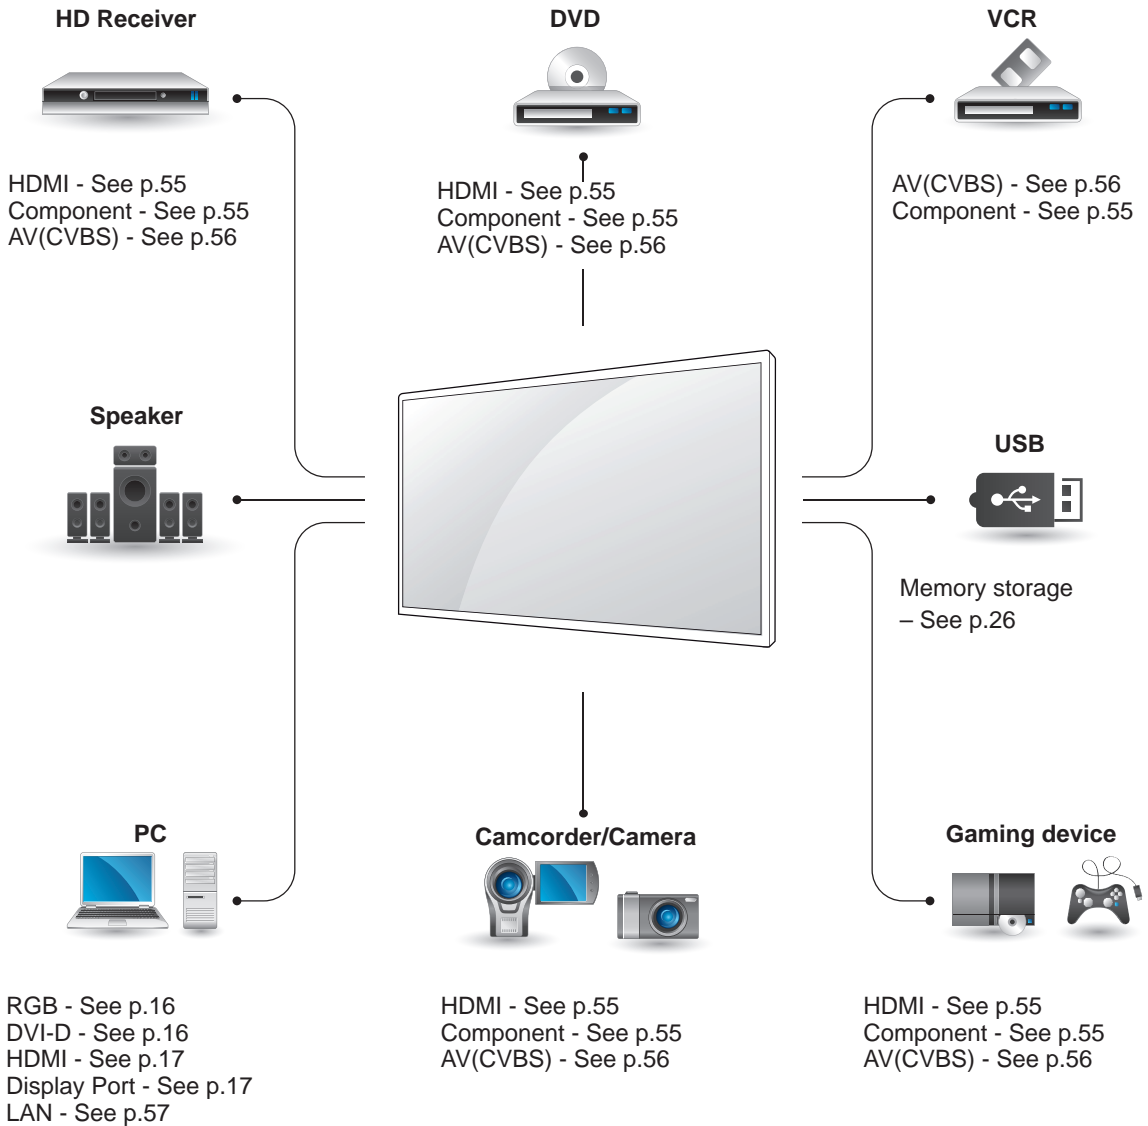 HD Receiver
HDMI - See p.55
Component - See p.55
AV(CVBS) - See p.56
DVD
HDMI - See p.55
Component - See p.55
AV(CVBS) - See p.56
VCR
AV(CVBS) - See p.56
Component - See p.55
Speaker
USB
Memory storage
– See p.26
PC
RGB - See p.16
DVI-D - See p.16
HDMI - See p.17
Display Port - See p.17
LAN - See p.57
Camcorder/Camera
HDMI - See p.55
Component - See p.55
AV(CVBS) - See p.56
Gaming device
HDMI - See p.55
Component - See p.55
AV(CVBS) - See p.56